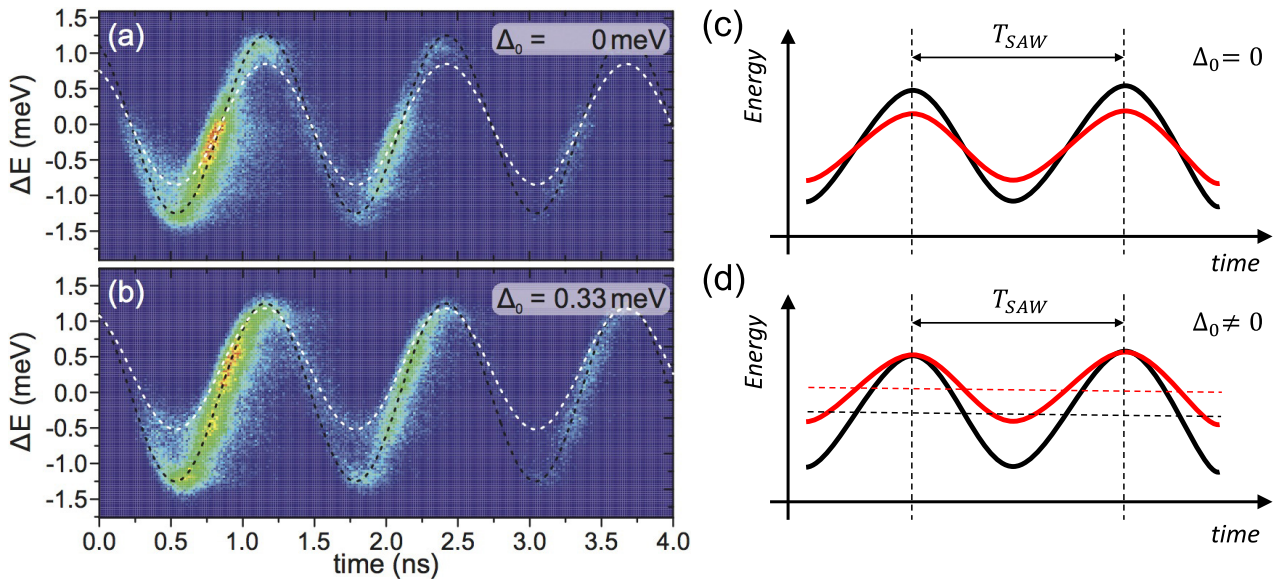 (a)
Δ₀ = 0 meV
1.5
1.0
0.5
0.0
-0.5
-1.0
-1.5
ΔE (meV)
(b)
Δ₀ = 0.33 meV
1.5
1.0
0.5
0.0
-0.5
-1.0
-1.5
ΔE (meV)
0.0 0.5 1.0 1.5 2.0 2.5 3.0 3.5 4.0
time (ns)
(c)
T_SAW
Δ₀ = 0
Energy
time
(d)
T_SAW
Δ₀ ≠ 0
Energy
time